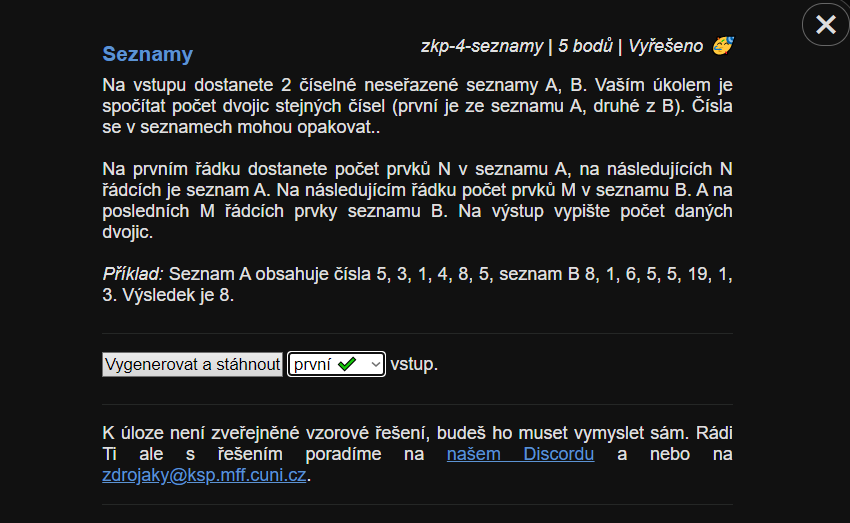 Seznamy
zkp-4-seznamy | 5 bodů | Vyřešeno 🥳
Na vstupu dostanete 2 číselné neseřazené seznamy A, B. Vaším úkolem je
spočítat počet dvojic stejných čísel (první je ze seznamu A, druhé z B). Čísla
se v seznamech mohou opakovat..
Na prvním řádku dostanete počet prvků N v seznamu A, na následujících N
řádcích je seznam A. Na následujícím řádku počet prvků M v seznamu B. A na
posledních M řádcích prvky seznamu B. Na výstup vypište počet daných
dvojic.
Příklad: Seznam A obsahuje čísla 5, 3, 1, 4, 8, 5, seznam B 8, 1, 6, 5, 5, 19, 1,
3. Výsledek je 8.
Vygenerovat a stáhnout první ✔ vstup.
K úloze není zveřejněné vzorové řešení, budeš ho muset vymyslet sám. Rádi
Ti ale s řešením poradíme na našem Discordu a nebo na
zdrojaky@ksp.mff.cuni.cz.